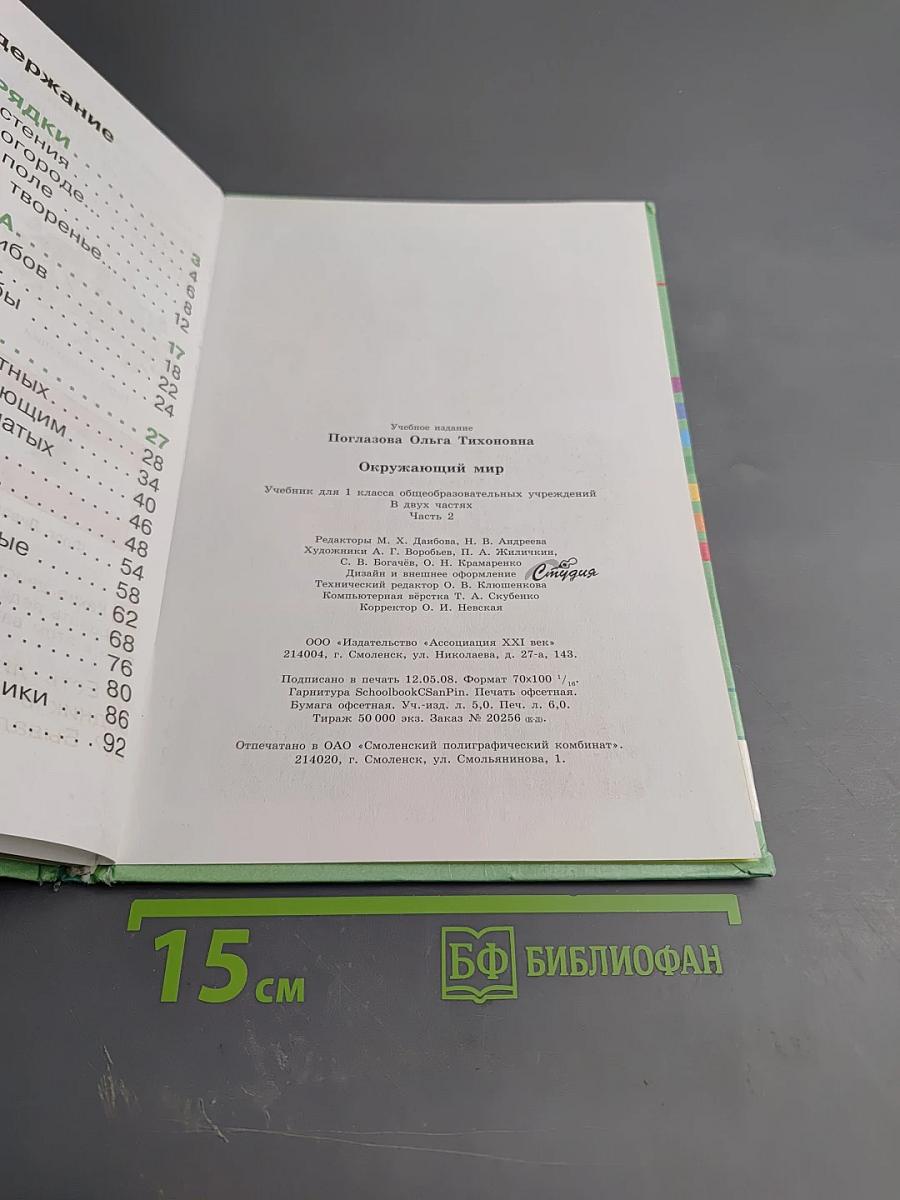 держание
РЯДКИ
стения
огороде
поле
творенье
3
4
6
8
12
А
17
ибов
18
бы
22
24
27
тных
28
ющим
34
чатых
40
46
48
ые
54
58
62
68
76
80
ики
86
92
Учебное издание
Поглазова Ольга Тихоновна
Окружающий мир
Учебник для 1 класса общеобразовательных учреждений
В двух частях
Часть 2
Редакторы М. Х. Даибова, Н. В. Андреева
Художники А. Г. Воробьев, П. А. Жиличкин,
С. В. Богачёв, О. Н. Крамаренко
Дизайн и внешнее оформление Студия
Технический редактор О. В. Клюшенкова
Компьютерная вёрстка Т. А. Скубенко
Корректор О. И. Невская
ООО «Издательство «Ассоциация XXI век»
214004, г. Смоленск, ул. Николаева, д. 27-а, 143.
Подписано в печать 12.05.08. Формат 70x100 1/16.
Гарнитура SchoolbookCSanPin. Печать офсетная.
Бумага офсетная. Уч.-изд. л. 5,0. Печ. л. 6,0.
Тираж 50 000 экз. Заказ № 20256 (к-л).
Отпечатано в ОАО «Смоленский полиграфический комбинат».
214020, г. Смоленск, ул. Смольянинова, 1.
15 см
БФ БИБЛИОФАН